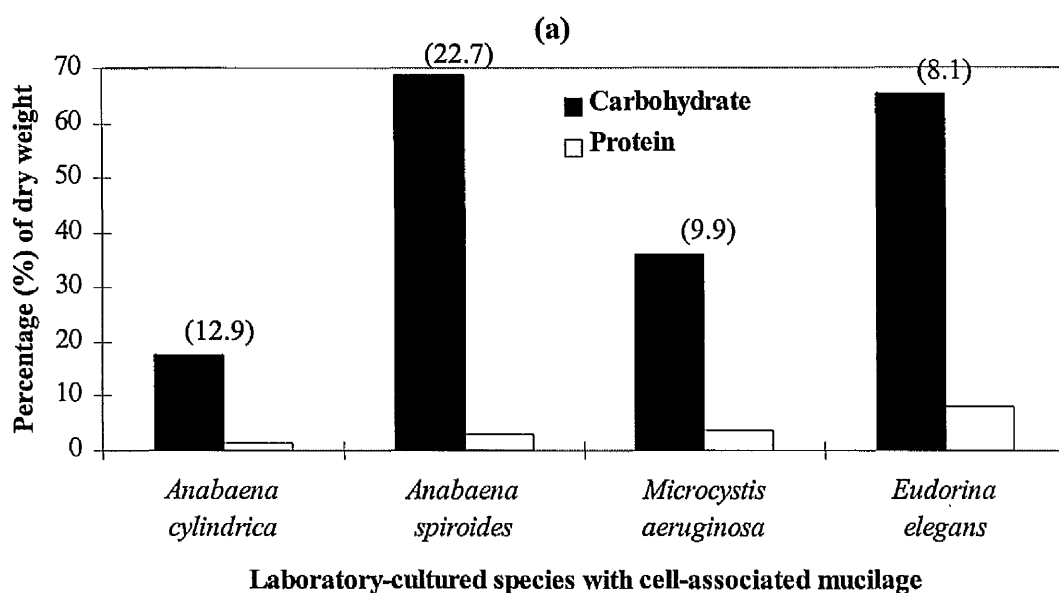 (a)
Percentage (%) of dry weight
70
60
50
40
30
20
10
0
(12.9)
(22.7)
(9.9)
(8.1)
Carbohydrate
Protein
Anabaena
cylindrica
Anabaena
spiroides
Microcystis
aeruginosa
Eudorina
elegans
Laboratory-cultured species with cell-associated mucilage